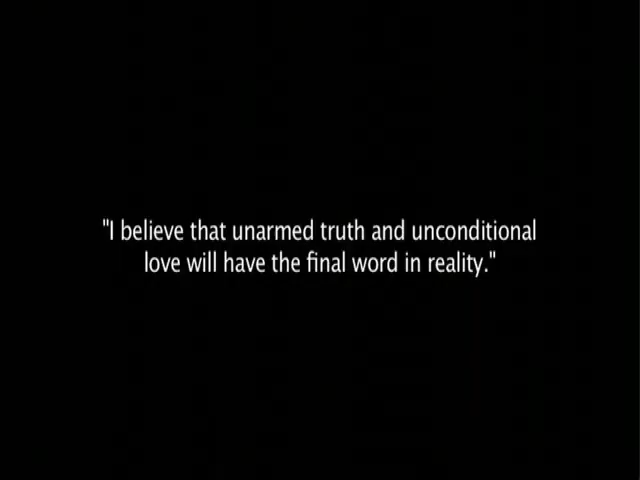 "I believe that unarmed truth and unconditional
love will have the final word in reality."